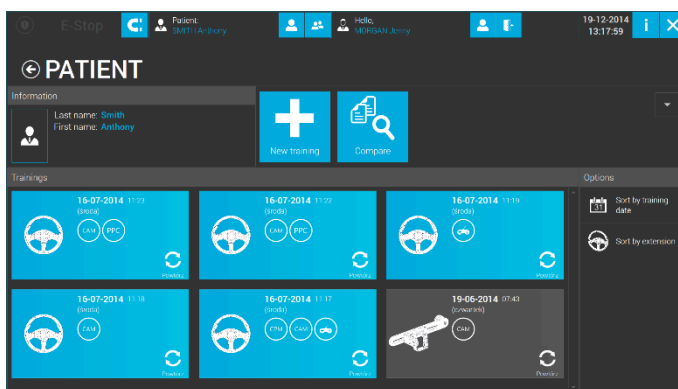 E-Stop
Patient:
SMITH Anthony
Hello,
MORGAN Jenny
19-12-2014
13:17:59
i
PATIENT
Information
Last name: Smith
First name: Anthony
New training
Compare
Trainings
Options
16-07-2014 11:23
(środa)
CAM PPC
Powtórz
16-07-2014 11:22
(środa)
CAM PPC
Powtórz
16-07-2014 11:19
(środa)
Powtórz
Sort by training
date
31
Sort by extension
16-07-2014 11:18
(środa)
CAM
Powtórz
16-07-2014 11:17
(środa)
CPM CAM
Powtórz
19-06-2014 07:43
(czwartek)
CAM
Powtórz